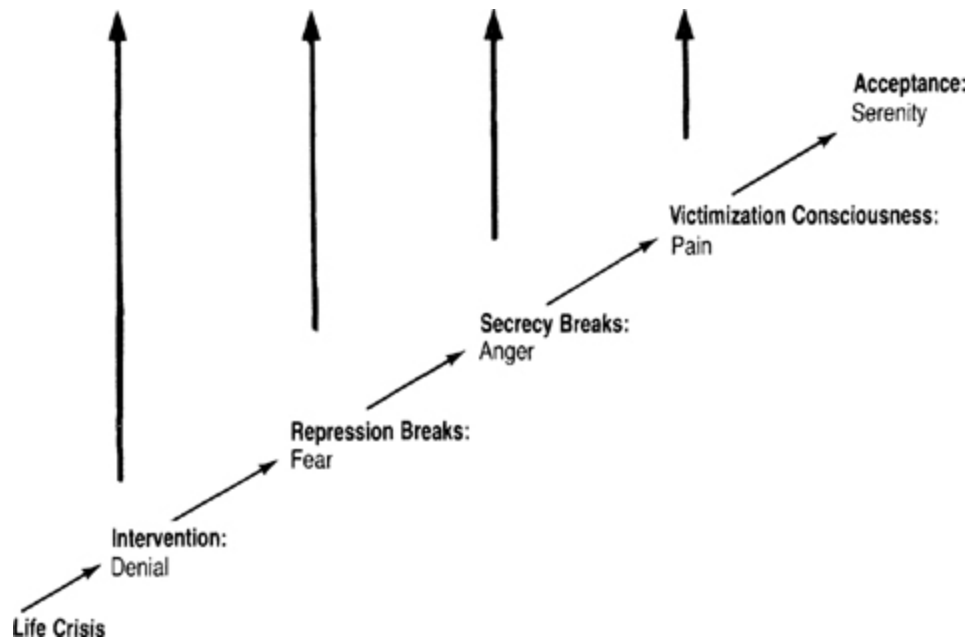 Acceptance:
Serenity
Victimization Consciousness:
Pain
Secrecy Breaks:
Anger
Repression Breaks:
Fear
Intervention:
Denial
Life Crisis